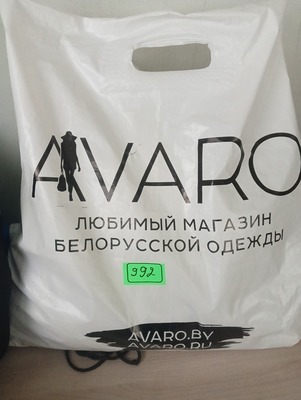 AVARO
ЛЮБИМЫЙ МАГАЗИН
БЕЛОРУССКОЙ ОДЕЖДЫ
992
AVARO.BY
AVARO.RU